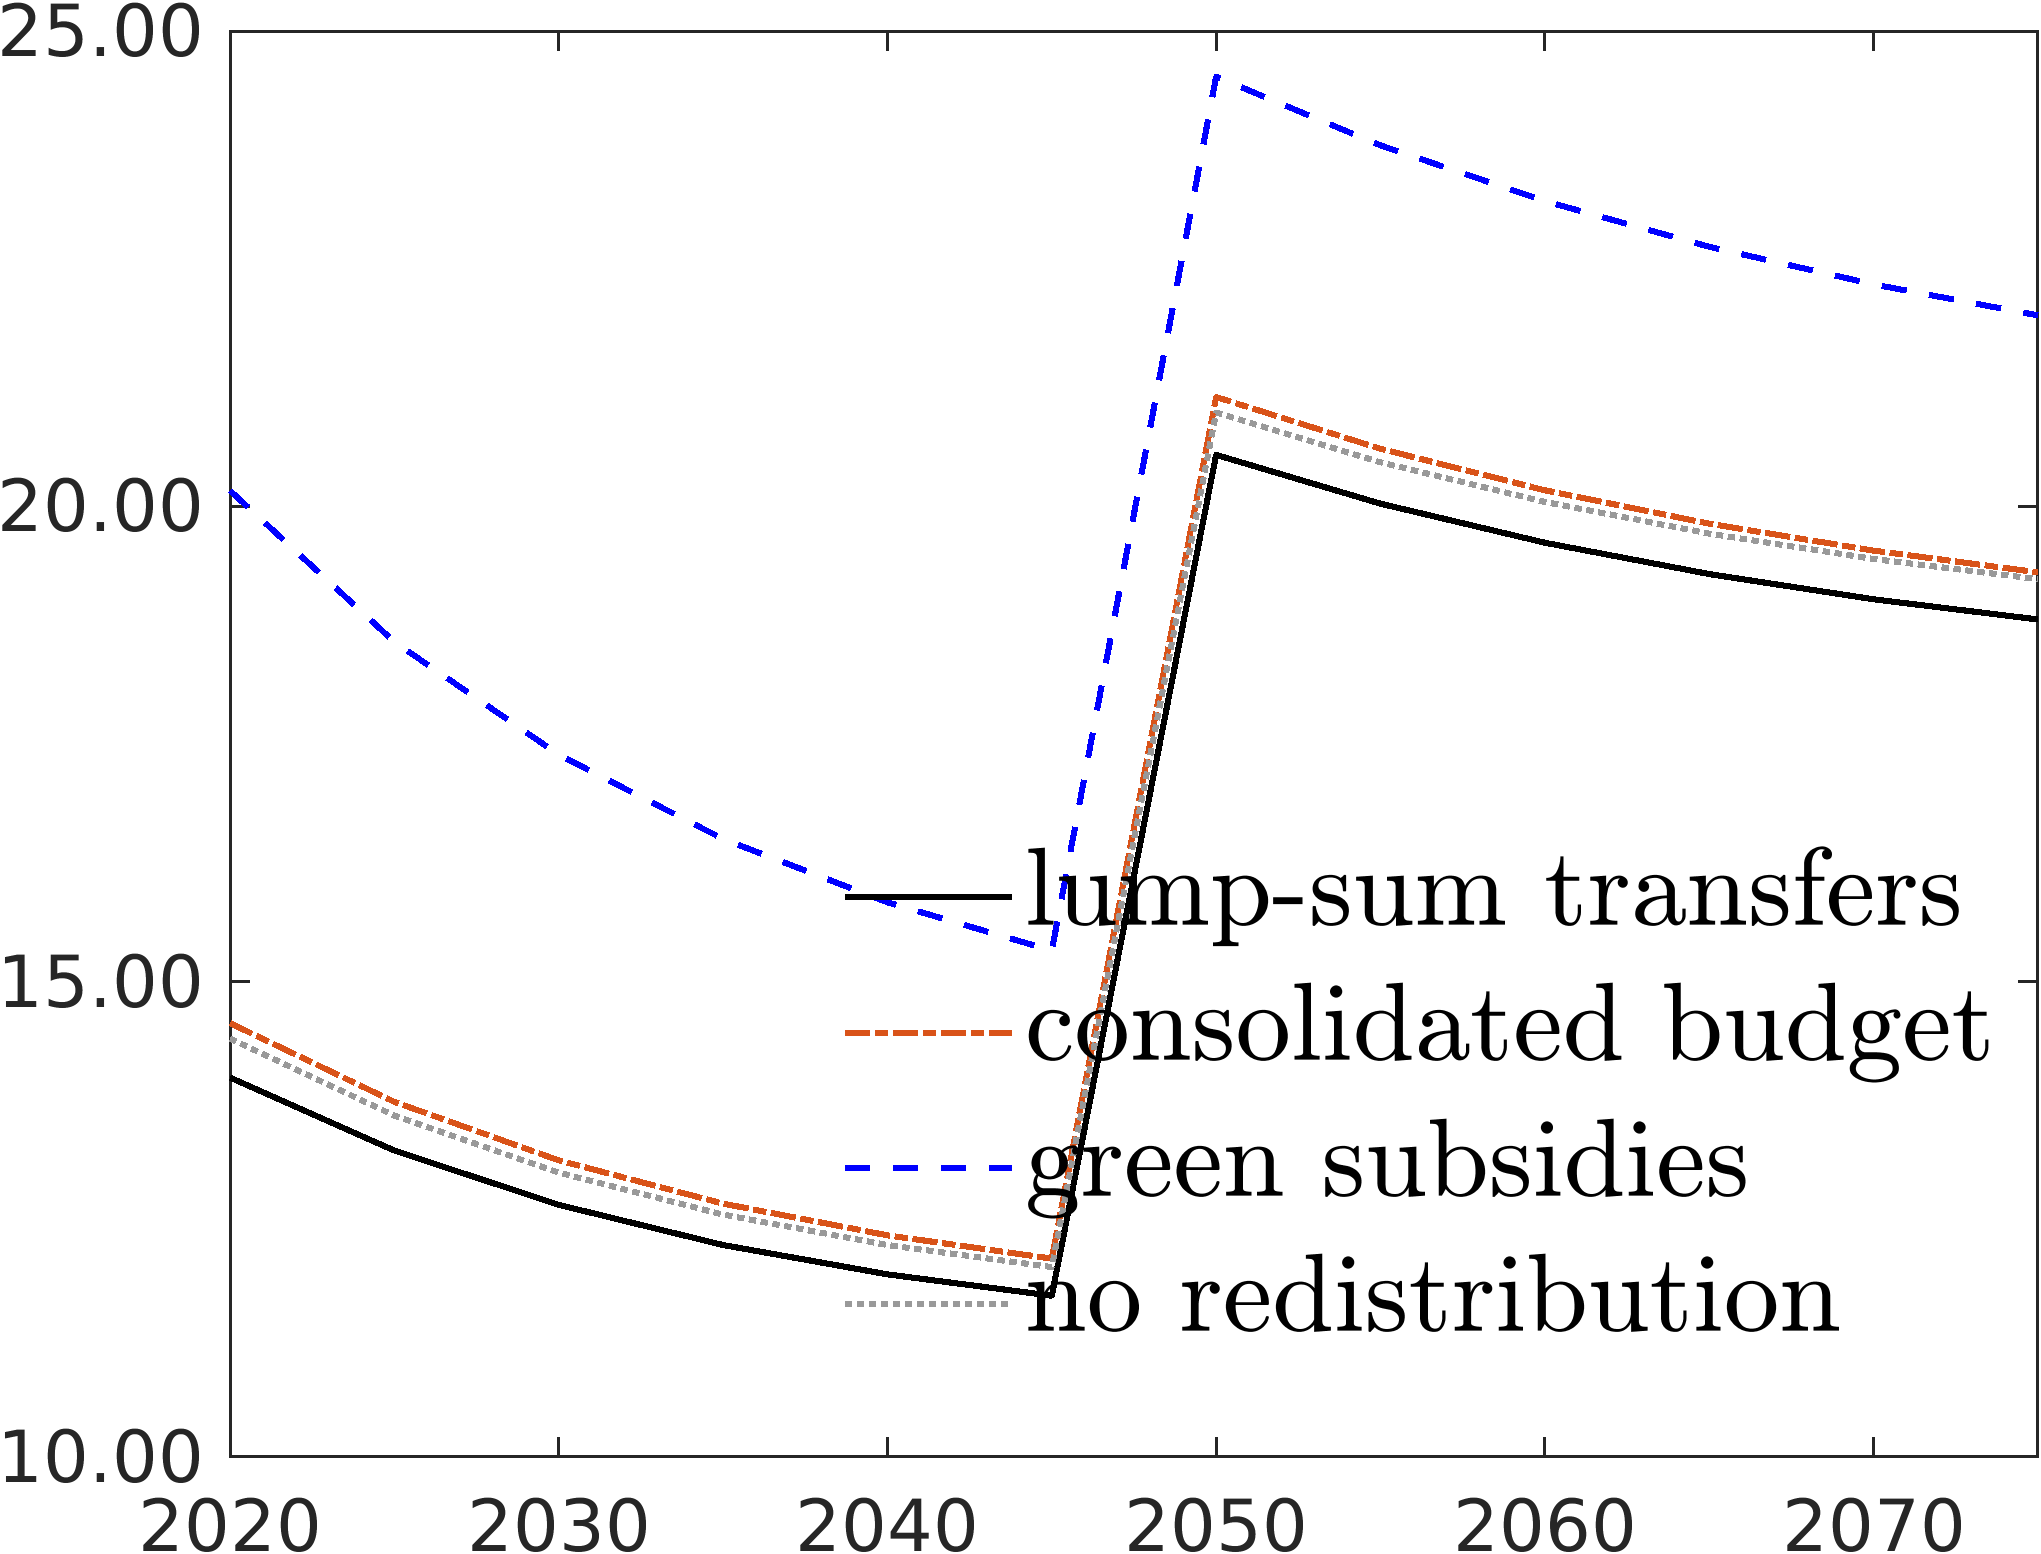 25.00
20.00
15.00
10.00
lump-sum transfers
consolidated budget
green subsidies
no redistribution
2020 2030 2040 2050 2060 2070